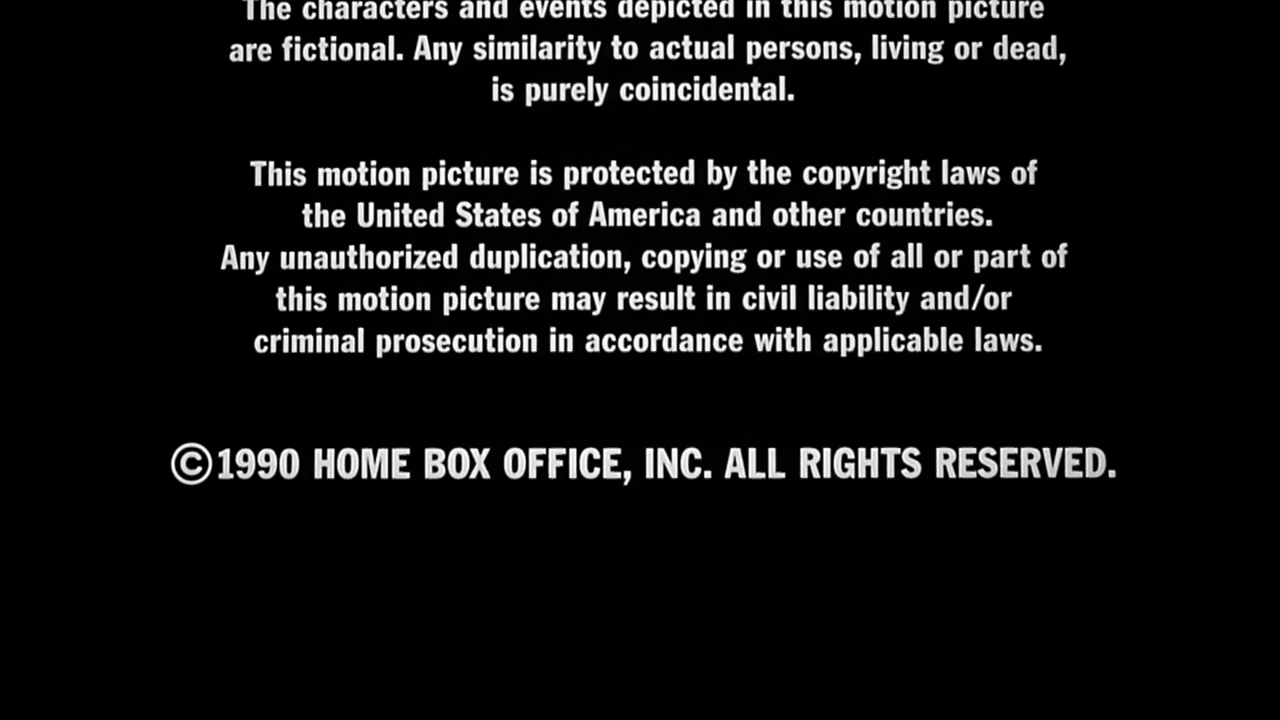 The characters and events depicted in this motion picture
are fictional. Any similarity to actual persons, living or dead,
is purely coincidental.
This motion picture is protected by the copyright laws of
the United States of America and other countries.
Any unauthorized duplication, copying or use of all or part of
this motion picture may result in civil liability and/or
criminal prosecution in accordance with applicable laws.
©1990 HOME BOX OFFICE, INC. ALL RIGHTS RESERVED.